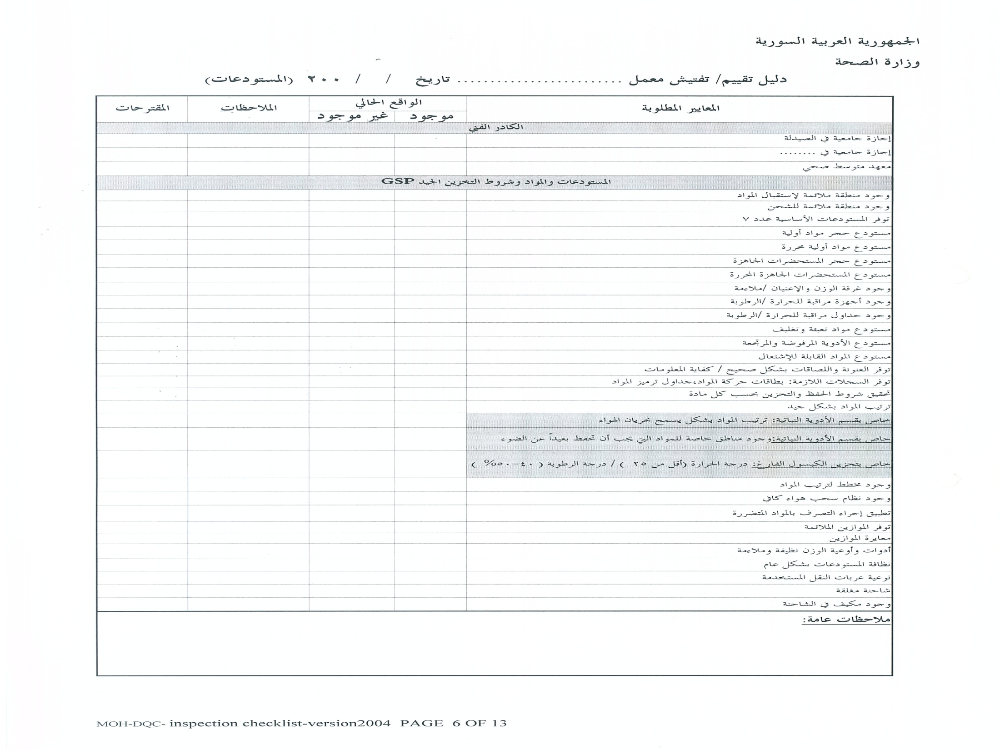 الجمهورية العربية السورية
وزارة الصحة
دليل تقييم/ تفتيش معمل ......................... تاريخ / / ٢٠٠ (المستودعات)
المعايير المطلوبة الواقع الحالي الملاحظات المقترحات
موجود غير موجود
الكادر الفني
إجازة جامعية في الصيدلة
إجازة جامعية في ........
معهد متوسط صحي
المستودعات والمواد وشروط التخزين الجيد GSP
وجود منطقة ملائمة لإستقبال المواد
وجود منطقة ملائمة للشحن
توفر المستودعات الأساسية عدد ٧
مستودع حجر مواد أولية
مستودع مواد أولية محررة
مستودع حجر المستحضرات الجاهزة
مستودع المستحضرات الجاهزة المحررة
وجود غرفة الوزن والإعتيان /ملاءمة
وجود أجهزة مراقبة للحرارة /الرطوبة
وجود جداول مراقبة للحرارة /الرطوبة
مستودع مواد تعبئة وتغليف
مستودع الأدوية المرفوضة والمرتجعة
مستودع المواد القابلة للإشتعال
توفر العنونة واللصاقات بشكل صحيح / كفاية المعلومات
توفر السجلات اللازمة: بطاقات حركة المواد،جداول ترميز المواد
تحقيق شروط الحفظ والتخزين بحسب كل مادة
ترتيب المواد بشكل جيد
خاص بقسم الأدوية النباتية: ترتيب المواد بشكل يسمح بجريان الهواء
خاص بقسم الأدوية النباتية:وجود مناطق خاصة للمواد التي يجب أن تحفظ بعيداً عن الضوء
خاص بتخزين الكبسول الفارغ: درجة الحرارة (أقل من ٢٥ ) / درجة الرطوبة ( ٤٠–٥٥٠% )
وجود مخطط لترتيب المواد
وجود نظام سحب هواء كافي
تطبيق إجراء التصرف بالمواد المتضررة
توفر الموازين الملائمة
معايرة الموازين
أدوات وأوعية الوزن نظيفة وملاءمة
نظافة المستودعات بشكل عام
نوعية عربات النقل المستخدمة
شاحنة مغلقة
وجود مكيف في الشاحنة
ملاحظات عامة:
MOH-DQC- inspection checklist-version2004 PAGE 6 OF 13